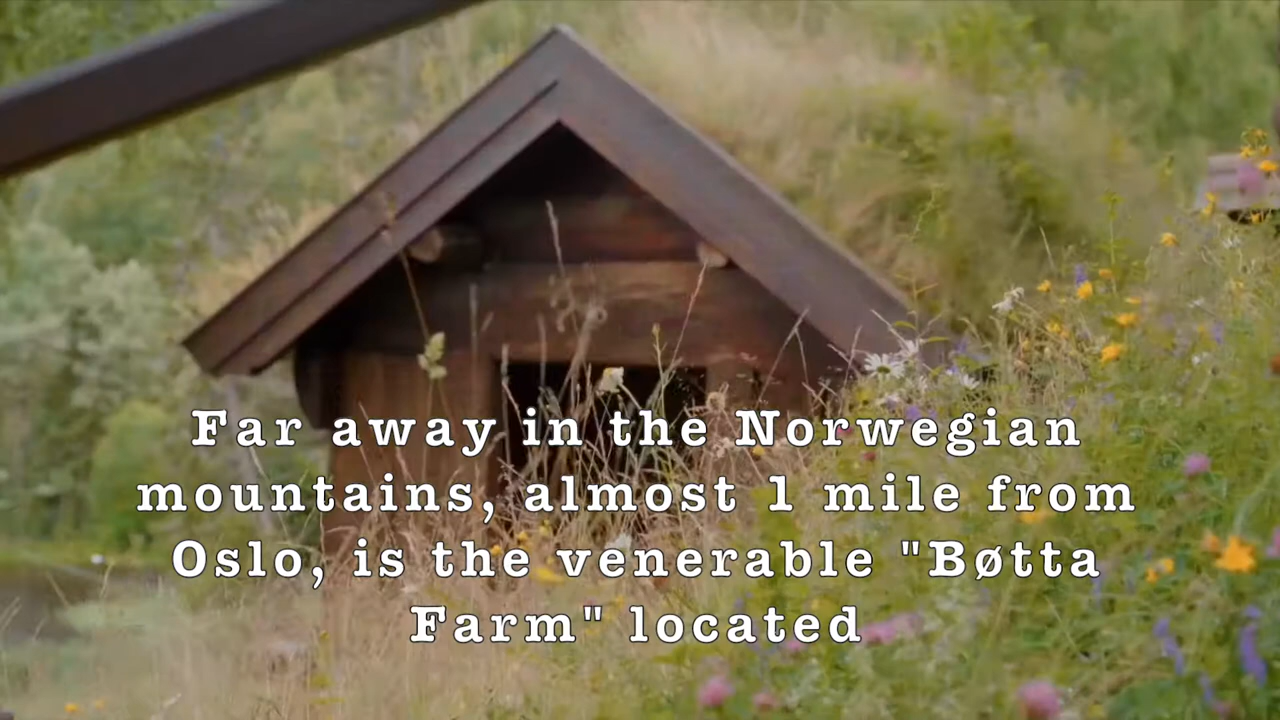 Far away in the Norwegian
mountains, almost 1 mile from
Oslo, is the venerable "Bøtta
Farm" located